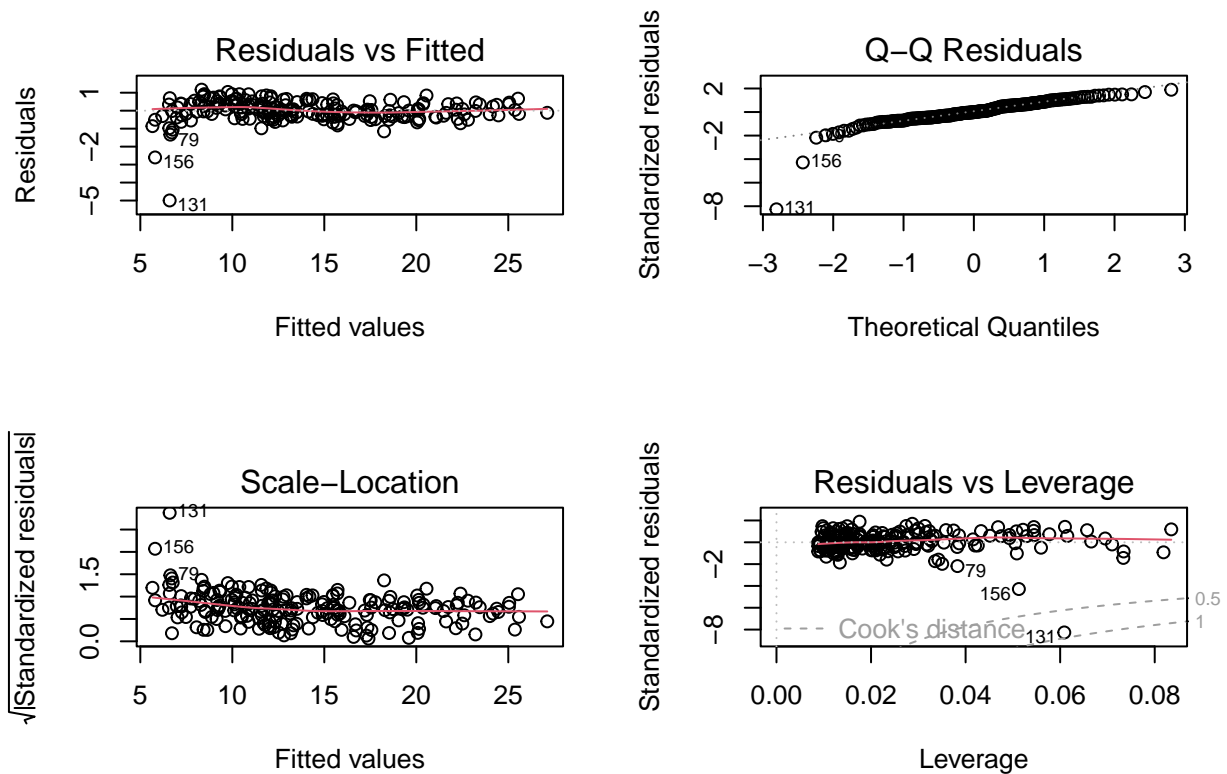 Residuals vs Fitted
Residuals
1
−2
−5
79
156
131
5 10 15 20 25
Fitted values
Q−Q Residuals
Standardized residuals
2
−2
−8
156
131
−3 −2 −1 0 1 2 3
Theoretical Quantiles
Scale−Location
√|Standardized residuals|
1.5
0.0
131
156
79
5 10 15 20 25
Fitted values
Residuals vs Leverage
Standardized residuals
−2
−8
79
156
131
Cook's distance
0.5
1
0.00 0.02 0.04 0.06 0.08
Leverage